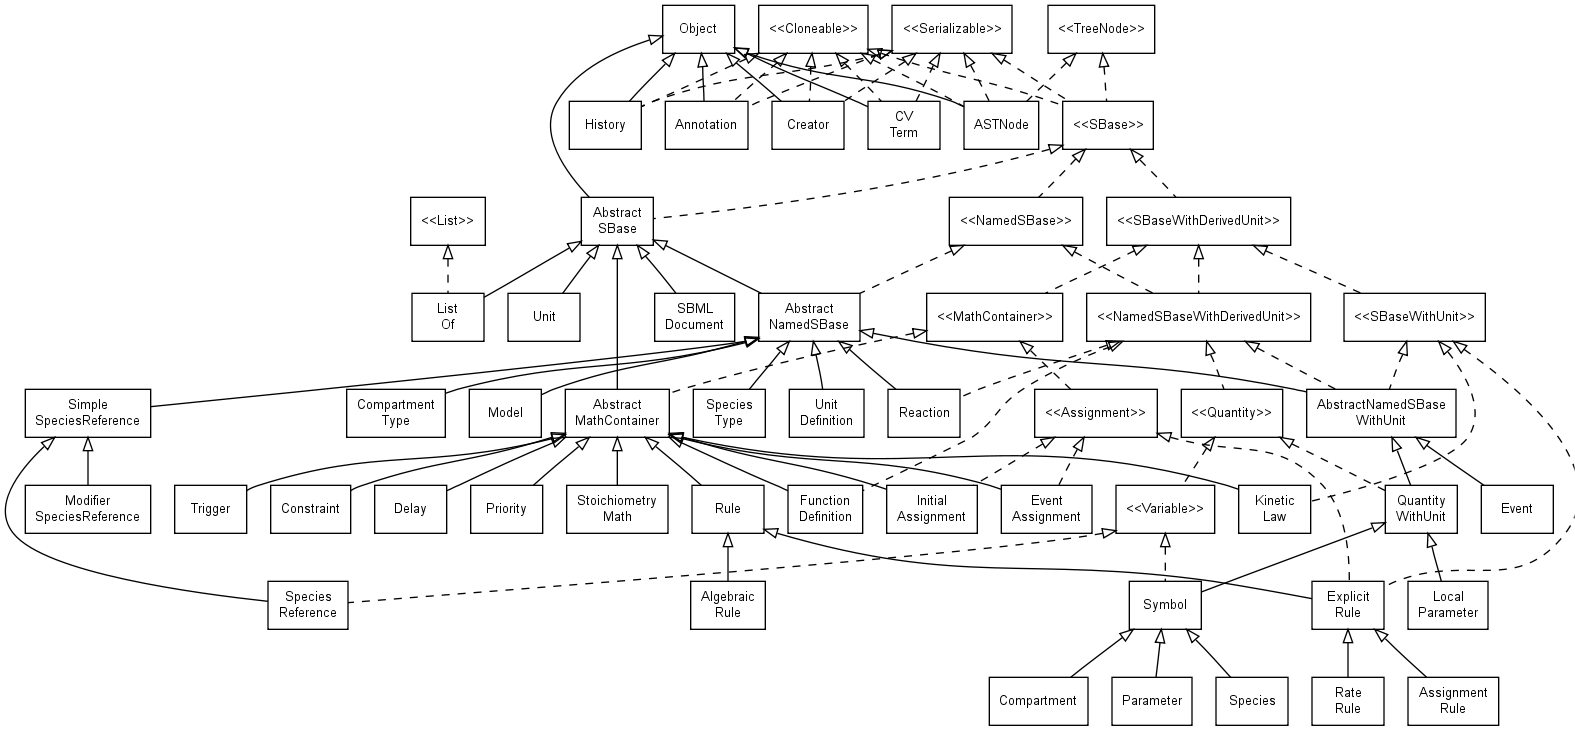 Object
<<Cloneable>>
<<Serializable>>
<<TreeNode>>
History
Annotation
Creator
CV
Term
ASTNode
<<SBase>>
<<List>>
Abstract
SBase
<<NamedSBase>>
<<SBaseWithDerivedUnit>>
List
Of
Unit
SBML
Document
Abstract
NamedSBase
<<MathContainer>>
<<NamedSBaseWithDerivedUnit>>
<<SBaseWithUnit>>
Simple
SpeciesReference
Compartment
Type
Model
Abstract
MathContainer
Species
Type
Unit
Definition
Reaction
<<Assignment>>
<<Quantity>>
AbstractNamedSBase
WithUnit
Modifier
SpeciesReference
Trigger
Constraint
Delay
Priority
Stoichiometry
Math
Rule
Function
Definition
Initial
Assignment
Event
Assignment
<<Variable>>
Kinetic
Law
Quantity
WithUnit
Event
Species
Reference
Algebraic
Rule
Symbol
Explicit
Rule
Local
Parameter
Compartment
Parameter
Species
Rate
Rule
Assignment
Rule